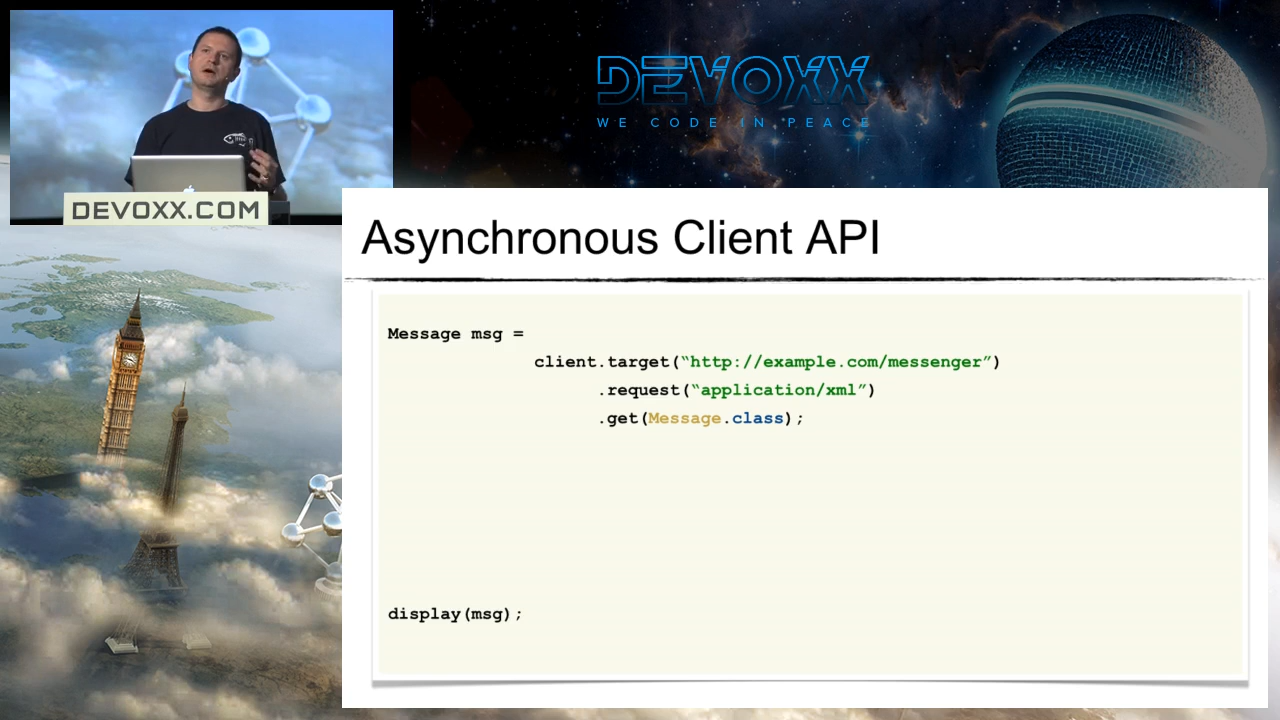 DEVOXX
WE CODE IN PEACE
DEVOXX.COM
Asynchronous Client API
Message msg =
client.target(“http://example.com/messenger”)
.request(“application/xml”)
.get(Message.class);
display(msg);